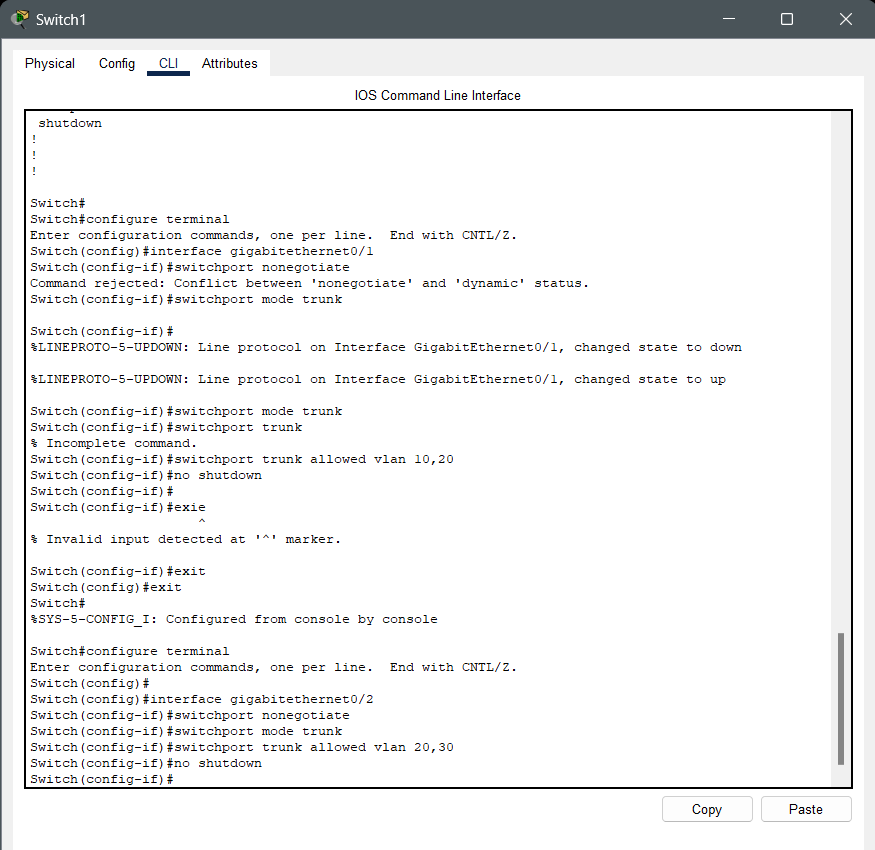 Switch1
Physical Config CLI Attributes
IOS Command Line Interface
shutdown
!
!
!
Switch#
Switch#configure terminal
Enter configuration commands, one per line.  End with CNTL/Z.
Switch(config)#interface gigabitethernet0/1
Switch(config-if)#switchport nonegotiate
Command rejected: Conflict between 'nonegotiate' and 'dynamic' status.
Switch(config-if)#switchport mode trunk
Switch(config-if)#
%LINEPROTO-5-UPDOWN: Line protocol on Interface GigabitEthernet0/1, changed state to down
%LINEPROTO-5-UPDOWN: Line protocol on Interface GigabitEthernet0/1, changed state to up
Switch(config-if)#switchport mode trunk
Switch(config-if)#switchport trunk
% Incomplete command.
Switch(config-if)#switchport trunk allowed vlan 10,20
Switch(config-if)#no shutdown
Switch(config-if)#
Switch(config-if)#exie
^
% Invalid input detected at '^' marker.
Switch(config-if)#exit
Switch(config)#exit
Switch#
%SYS-5-CONFIG_I: Configured from console by console
Switch#configure terminal
Enter configuration commands, one per line.  End with CNTL/Z.
Switch(config)#
Switch(config)#interface gigabitethernet0/2
Switch(config-if)#switchport nonegotiate
Switch(config-if)#switchport mode trunk
Switch(config-if)#switchport trunk allowed vlan 20,30
Switch(config-if)#no shutdown
Switch(config-if)#
Copy Paste